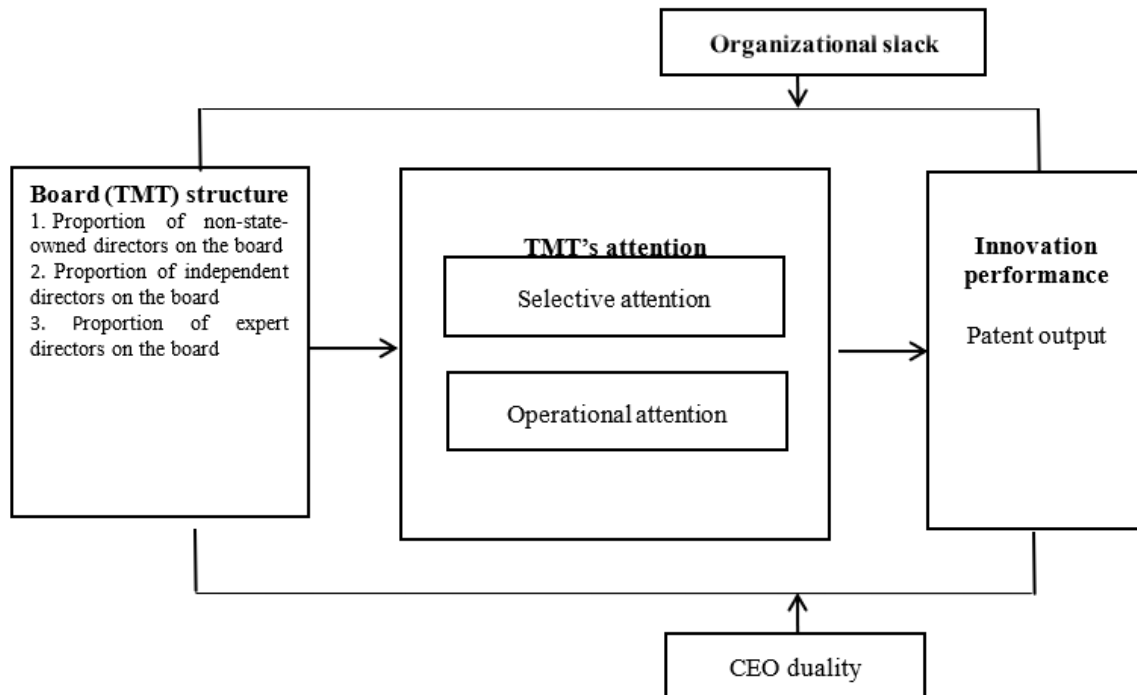 Organizational slack
Board (TMT) structure
1. Proportion of non-state-
owned directors on the board
2. Proportion of independent
directors on the board
3. Proportion of expert
directors on the board
TMT’s attention
Selective attention
Operational attention
Innovation
performance
Patent output
CEO duality